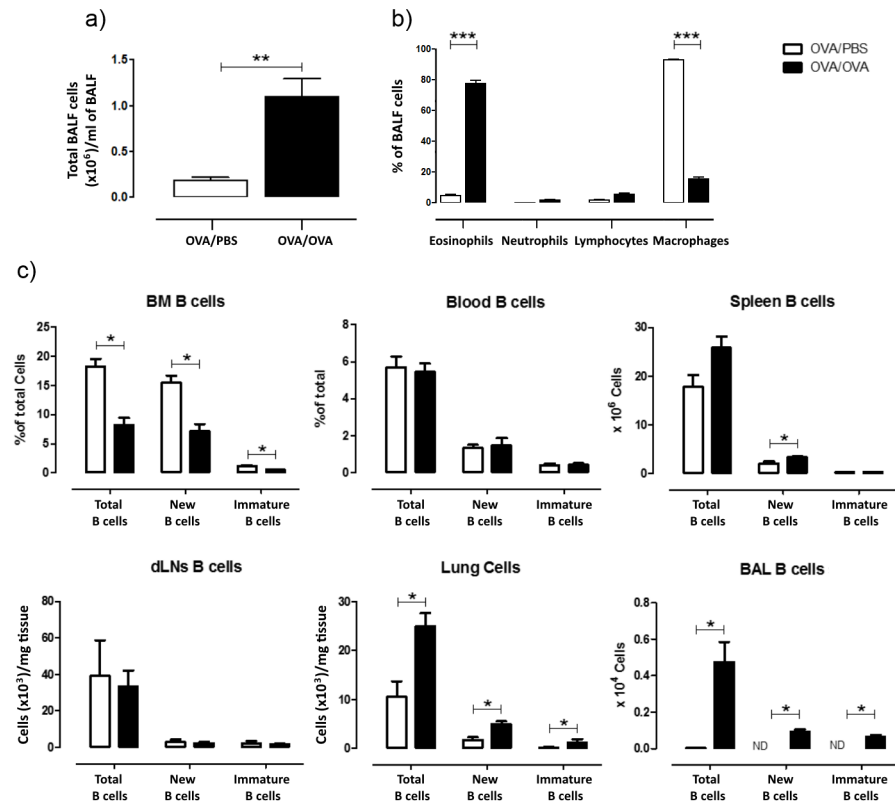 a)
Total BALF cells
(x10⁶)/ml of BALF
1.5
1.0
0.5
0.0
**
OVA/PBS
OVA/OVA
b)
% of BALF cells
100
80
60
40
20
0
***
***
Eosinophils
Neutrophils
Lymphocytes
Macrophages
OVA/PBS
OVA/OVA
c)
BM B cells
%of total Cells
25
20
15
10
5
0
*
*
*
Total
B cells
New
B cells
Immature
B cells
Blood B cells
%of total
8
6
4
2
0
Total
B cells
New
B cells
Immature
B cells
Spleen B cells
x 10⁶ Cells
30
20
10
0
*
Total
B cells
New
B cells
Immature
B cells
dLNs B cells
Cells (x10³)/mg tissue
80
60
40
20
0
Total
B cells
New
B cells
Immature
B cells
Lung Cells
Cells (x10³)/mg tissue
30
20
10
0
*
*
*
Total
B cells
New
B cells
Immature
B cells
BAL B cells
x 10⁴ Cells
0.8
0.6
0.4
0.2
0.0
*
*
*
ND
ND
Total
B cells
New
B cells
Immature
B cells